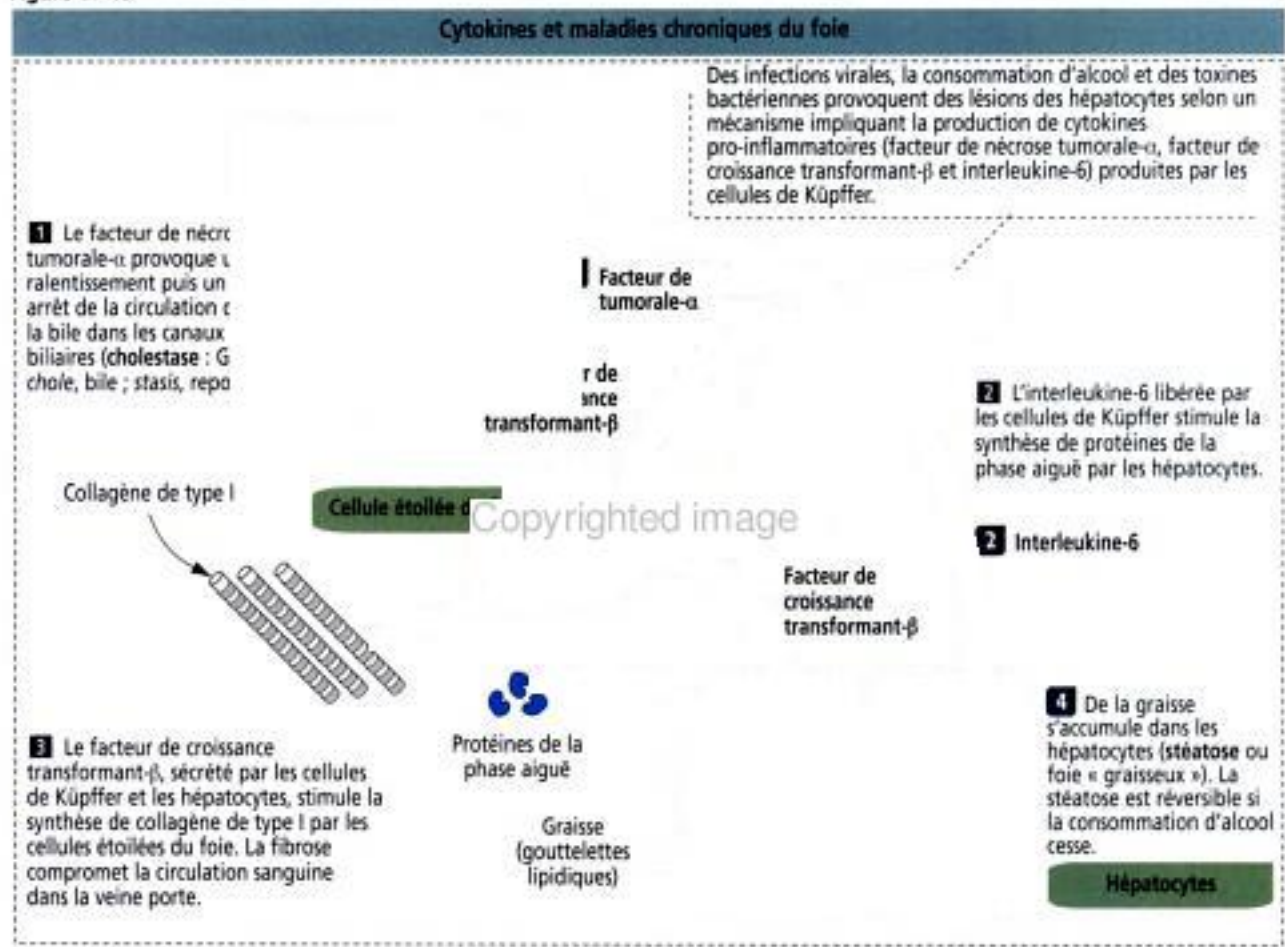 Cytokines et maladies chroniques du foie
Des infections virales, la consommation d'alcool et des toxines
bactériennes provoquent des lésions des hépatocytes selon un
mécanisme impliquant la production de cytokines
pro-inflammatoires (facteur de nécrose tumorale-α, facteur de
croissance transformant-β et interleukine-6) produites par les
cellules de Küpffer.
1 Le facteur de nécro
tumorale-α provoque u
ralentissement puis un
arrêt de la circulation d
la bile dans les canaux
biliaires (cholestase : G
chole, bile ; stasis, repo
Facteur de
tumorale-α
r de
ance
transformant-β
2 L'interleukine-6 libérée par
les cellules de Küpffer stimule la
synthèse de protéines de la
phase aiguë par les hépatocytes.
Collagène de type I
Cellule étoilée d
Copyrighted image
2 Interleukine-6
Facteur de
croissance
transformant-β
Protéines de la
phase aiguë
Graisse
(gouttelettes
lipidiques)
3 Le facteur de croissance
transformant-β, sécrété par les cellules
de Küpffer et les hépatocytes, stimule la
synthèse de collagène de type I par les
cellules étoilées du foie. La fibrose
compromet la circulation sanguine
dans la veine porte.
4 De la graisse
s'accumule dans les
hépatocytes (stéatose ou
foie « graisseux »). La
stéatose est réversible si
la consommation d'alcool
cesse.
Hépatocytes